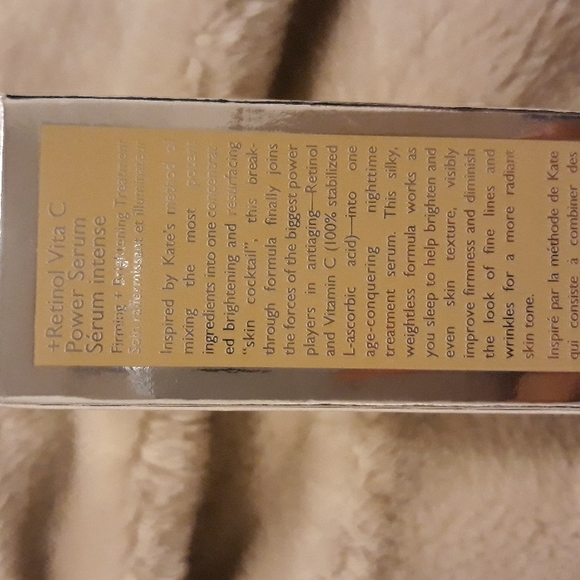 +Retinol Vita C
Power Serum
Sérum intense
Firming + Brightening Treatment
Soin raffermissant et illuminateur
Inspired by Kate's method of
mixing the most potent
ingredients into one concentrat-
ed brightening and resurfacing
"skin cocktail", this break-
through formula finally joins
the forces of the biggest power
players in antiaging—Retinol
and Vitamin C (100% stabilized
L-ascorbic acid)—into one
age-conquering nighttime
treatment serum. This silky,
weightless formula works as
you sleep to help brighten and
even skin texture, visibly
improve firmness and diminish
the look of fine lines and
wrinkles for a more radiant
skin tone.
Inspiré par la méthode de Kate
qui consiste à combiner des